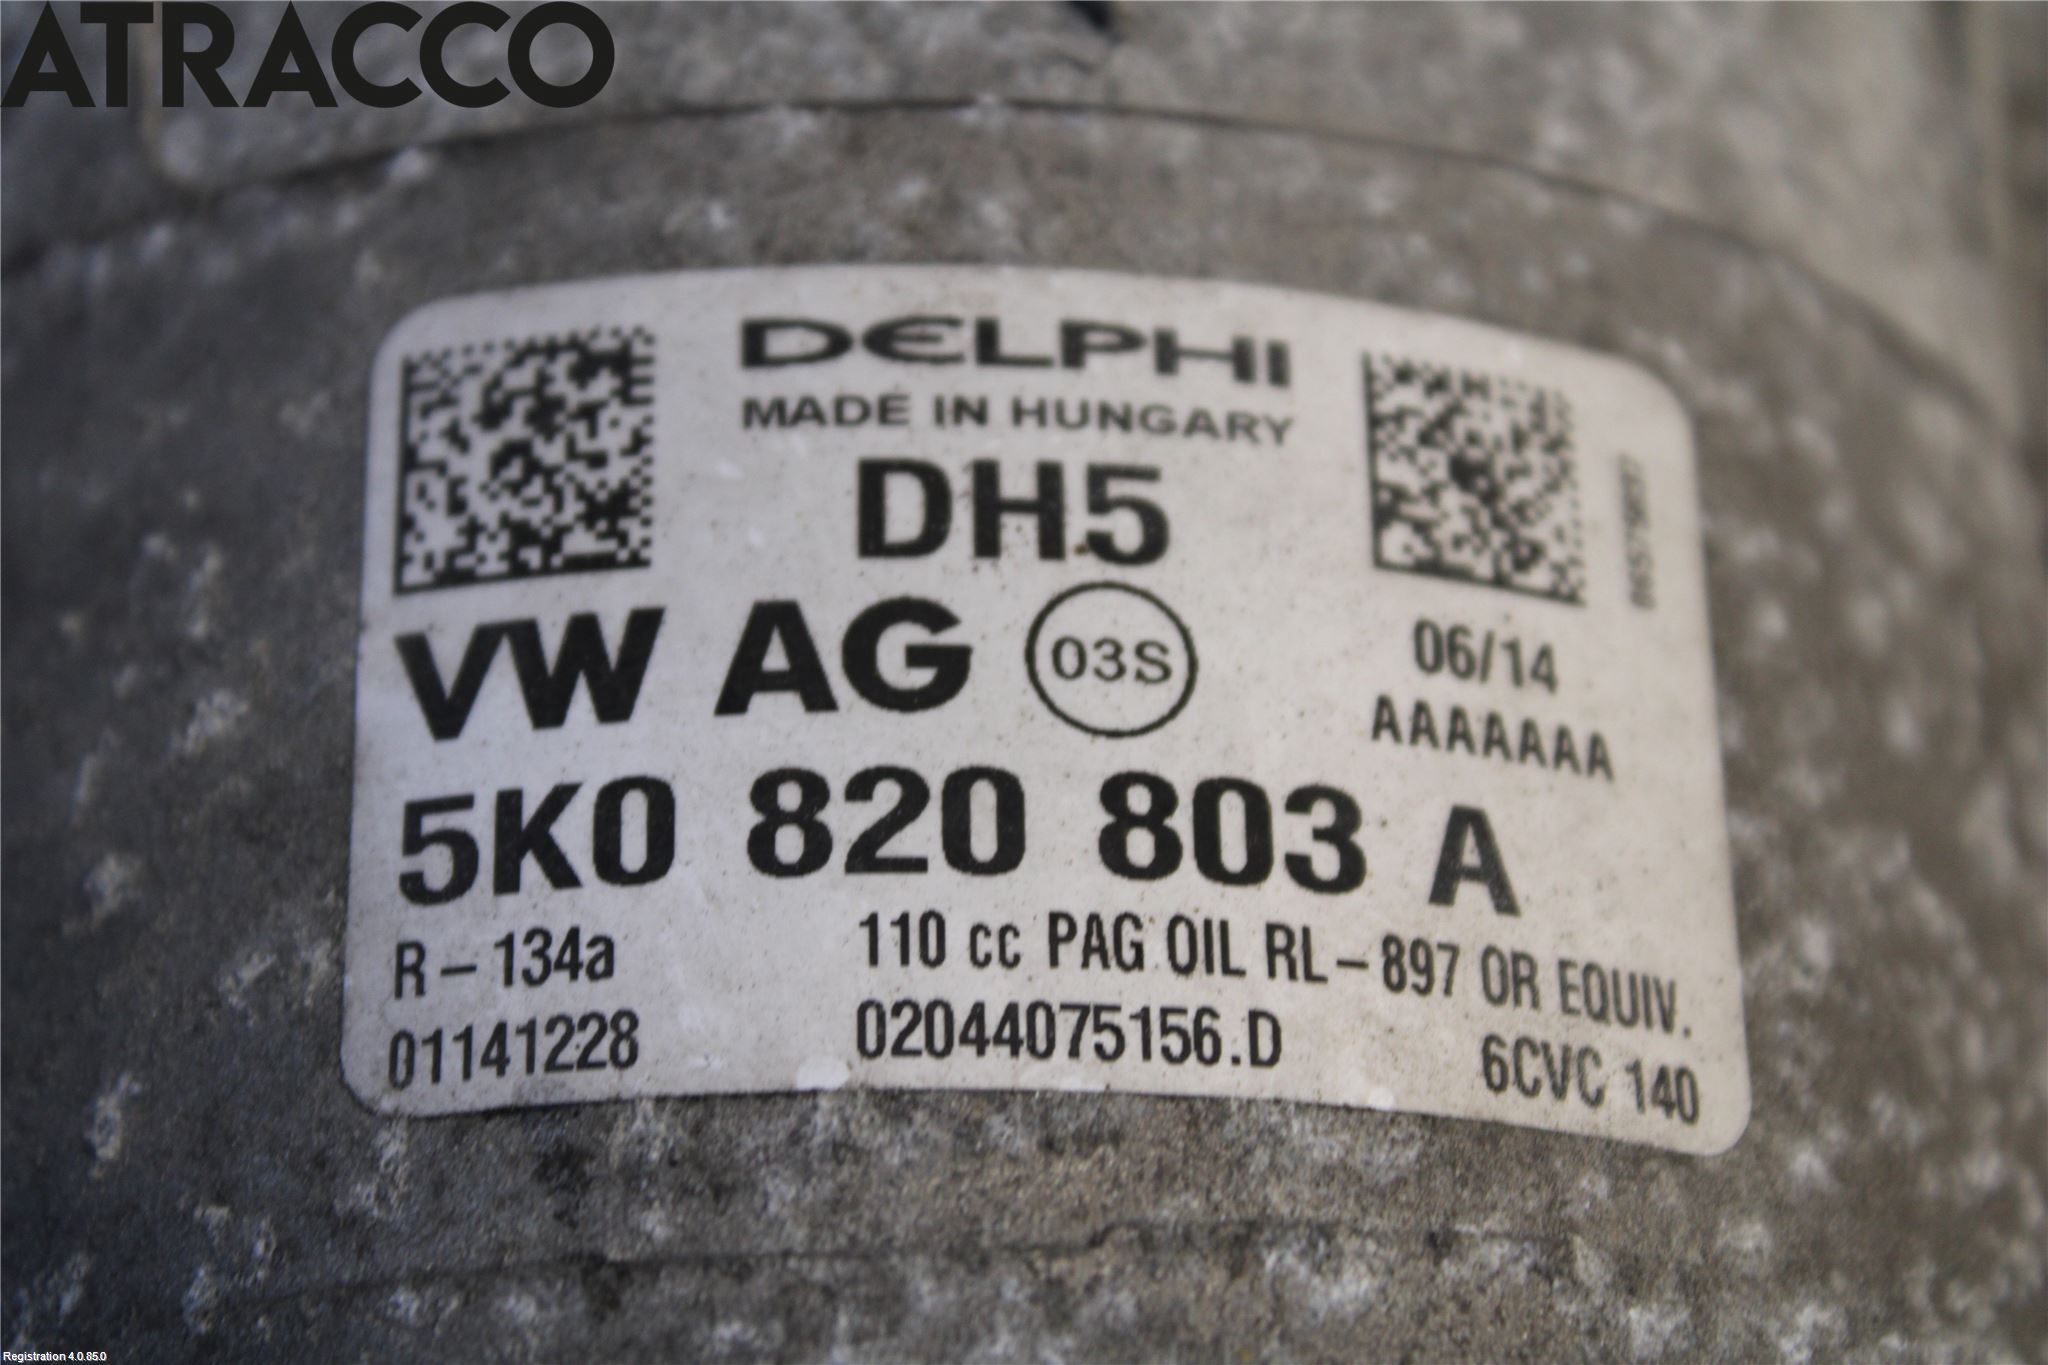 ATRACCO
DELPHI
MADE IN HUNGARY
DH5
VW AG 03S
06/14
AAAAAAA
5K0 820 803 A
R-134a
110 cc PAG OIL RL-897 OR EQUIV.
01141228
02044075156.D
6CVC 140
Registration 4.0.85.0